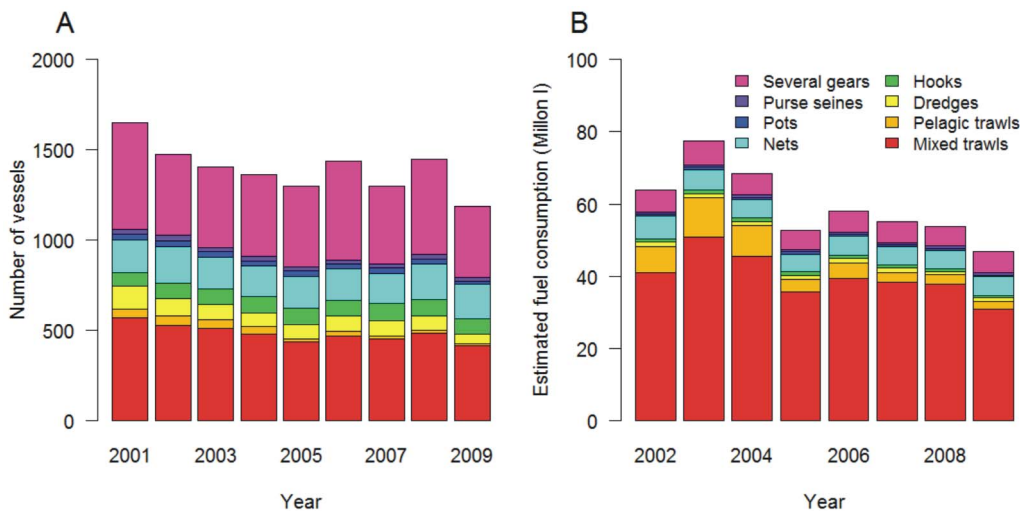 A
Number of vessels
2000
1500
1000
500
0
2001
2003
2005
2007
2009
Year
B
Estimated fuel consumption (Millon l)
100
80
60
40
20
0
Several gears
Purse seines
Pots
Nets
Hooks
Dredges
Pelagic trawls
Mixed trawls
2002
2004
2006
2008
Year